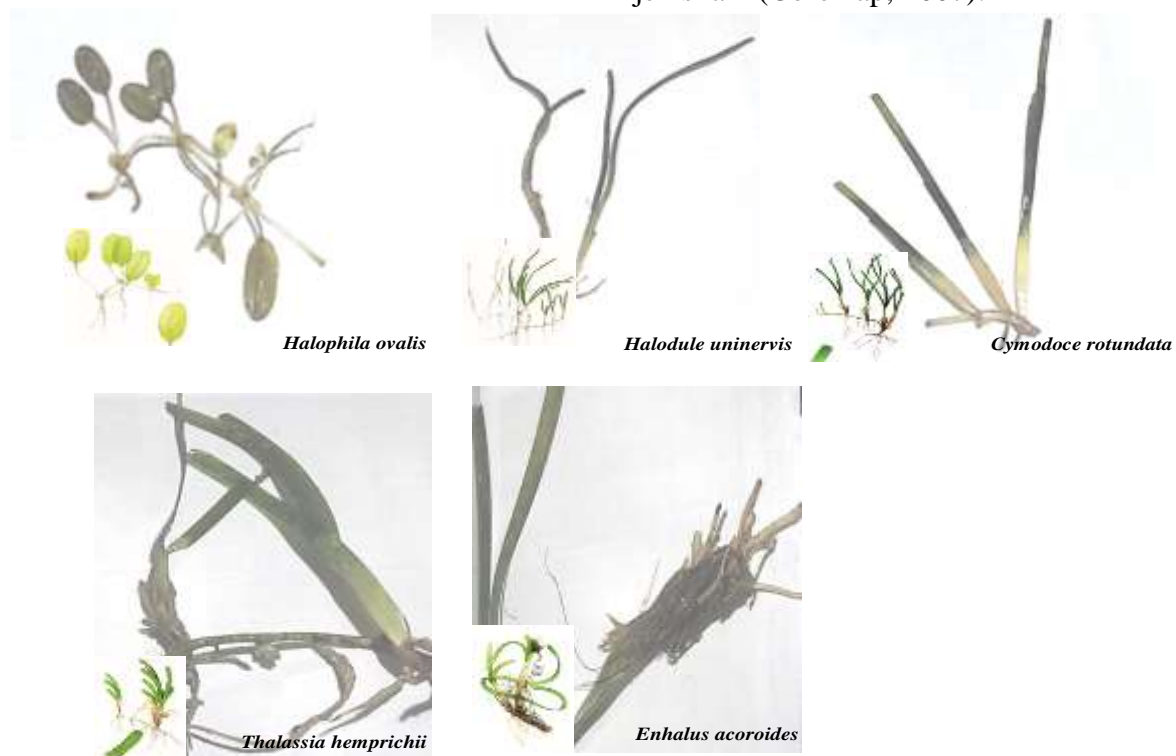 Halophila ovalis
Halodule uninervis
Cymodoce rotundata
Thalassia hemprichii
Enhalus acoroides